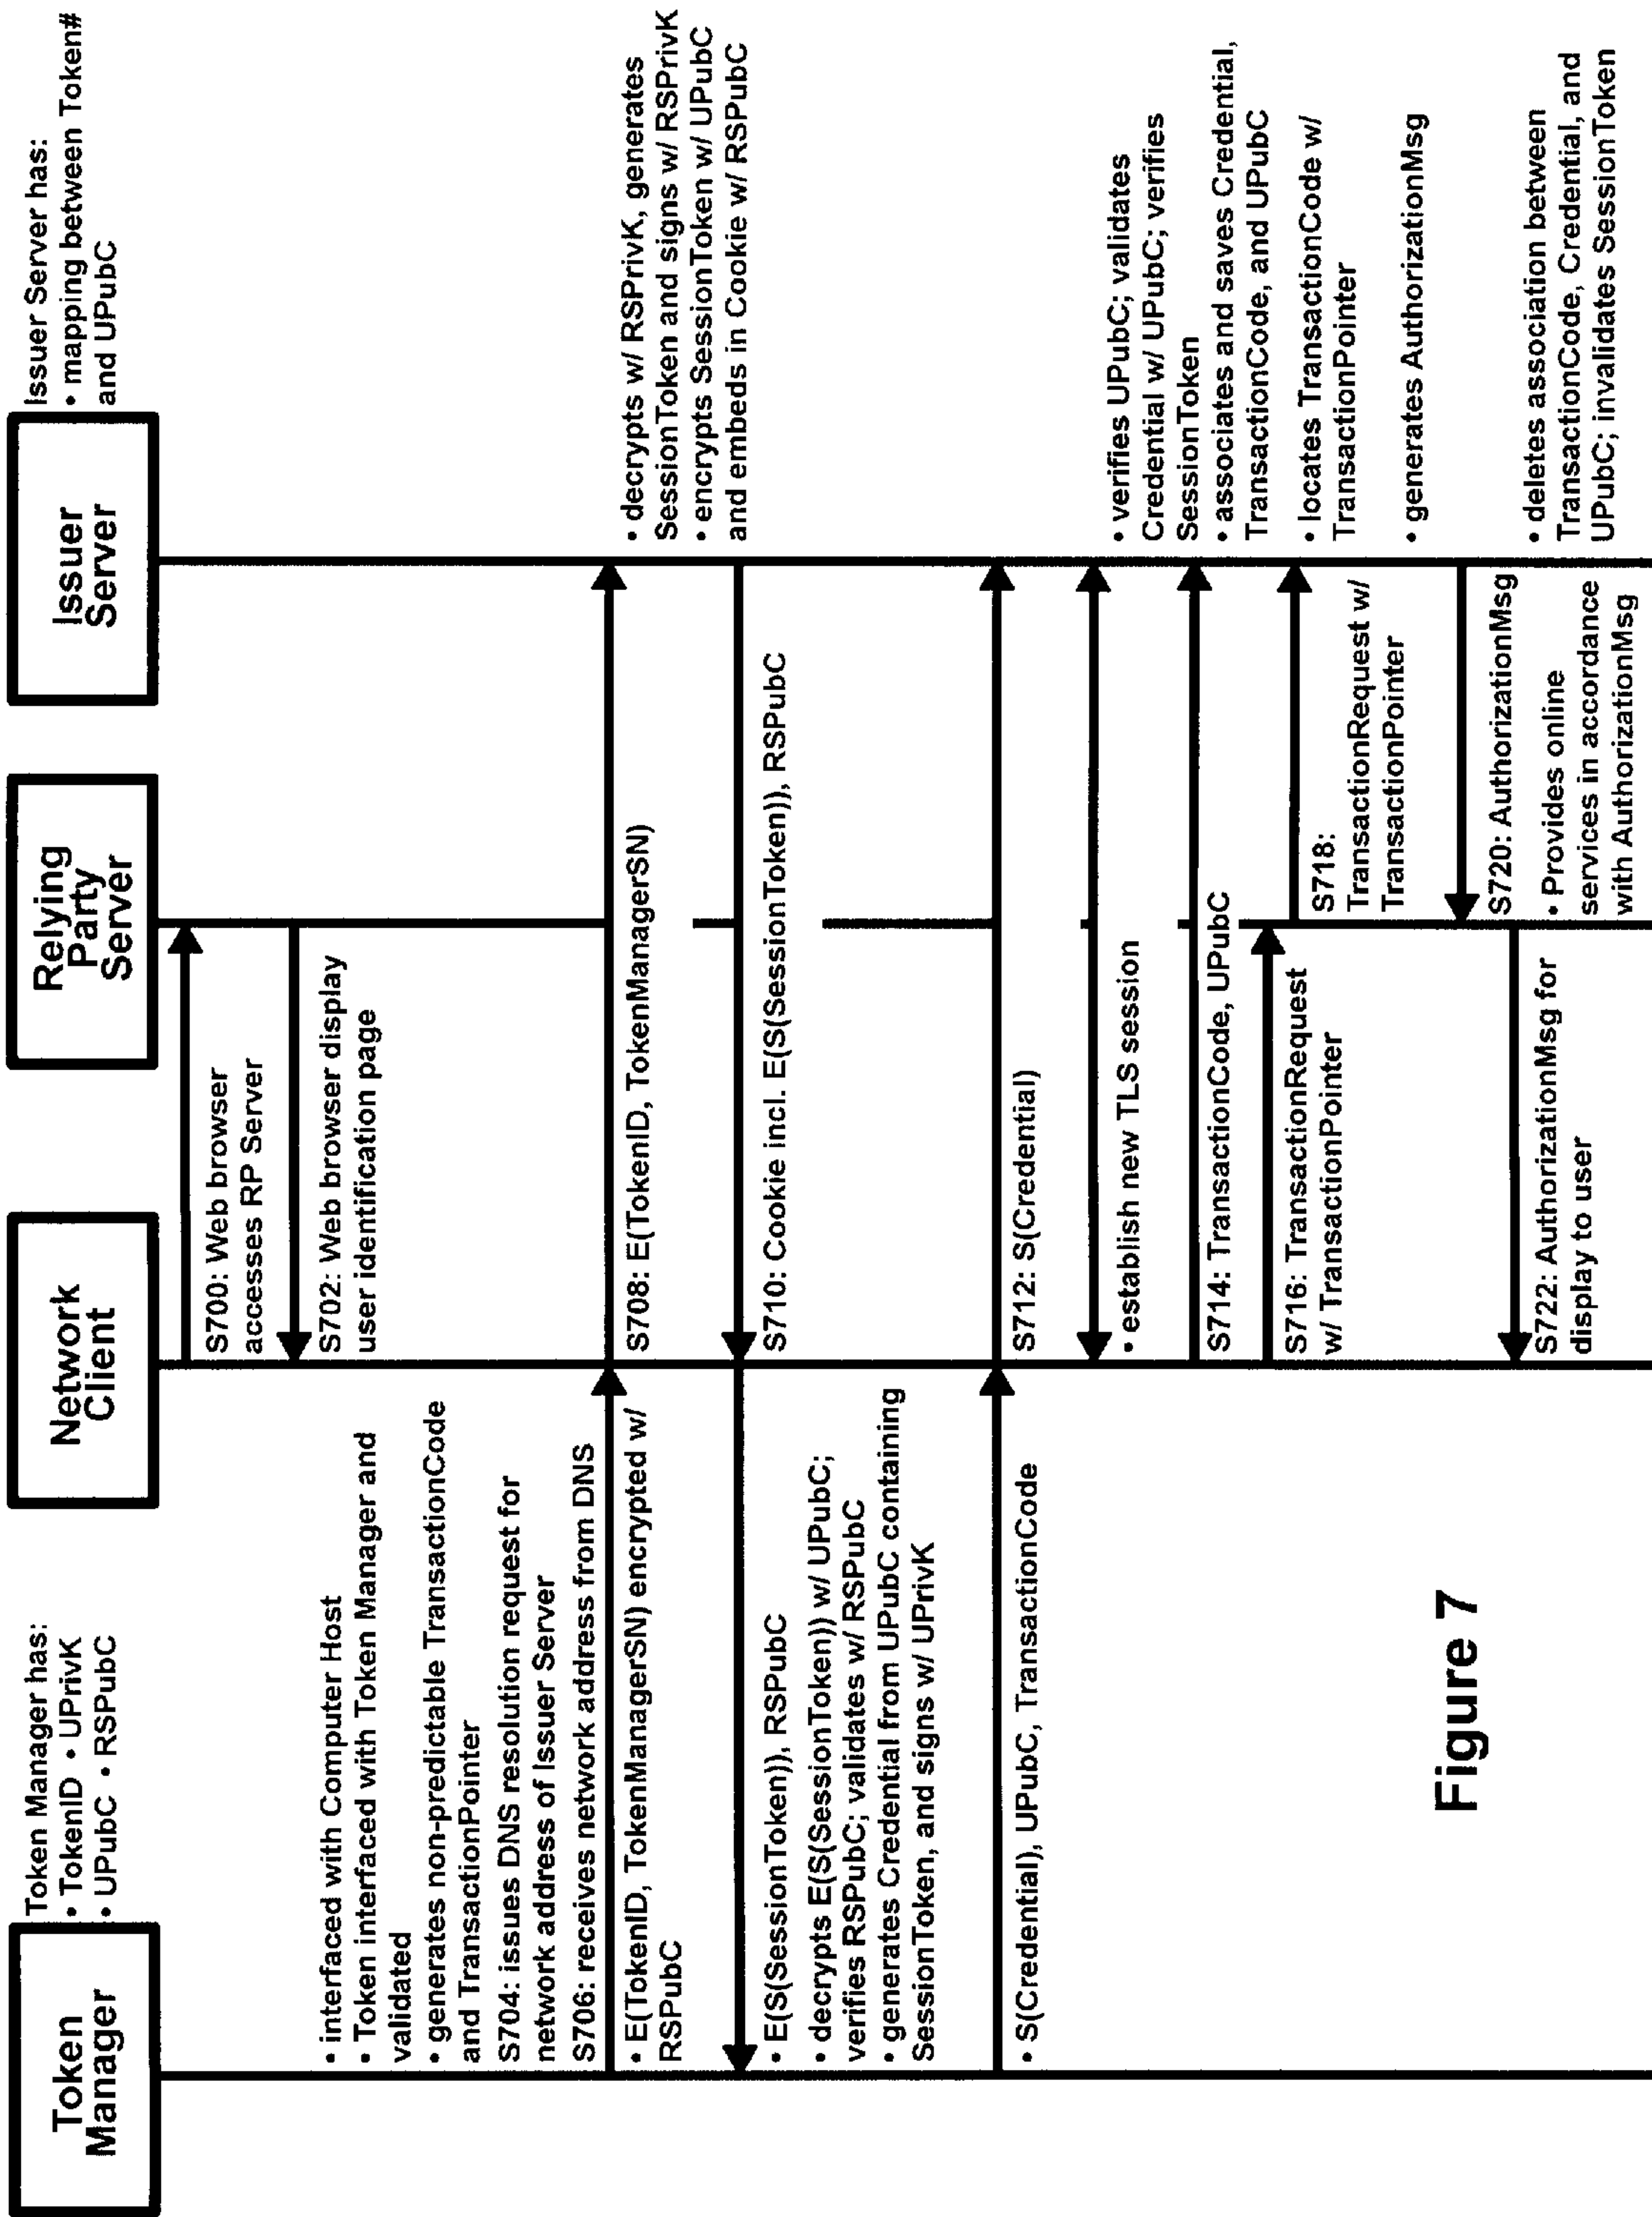 Token
Manager
Network
Client
Relying
Party
Server
Issuer
Server
Token Manager has:
• TokenID • UPrivK
• UPubC • RSPubC
Issuer Server has:
• mapping between Token#
and UPubC
S700: Web browser
accesses RP Server
S702: Web browser display
user identification page
• interfaced with Computer Host
• Token interfaced with Token Manager and
validated
• generates non-predictable TransactionCode
and TransactionPointer
S704: issues DNS resolution request for
network address of Issuer Server
S706: receives network address from DNS
• E(TokenID, TokenManagerSN) encrypted w/
RSPubC
S708: E(TokenID, TokenManagerSN)
• decrypts w/ RSPrivK, generates
SessionToken and signs w/ RSPrivK
• encrypts SessionToken w/ UPubC
and embeds in Cookie w/ RSPubC
S710: Cookie incl. E(S(SessionToken)), RSPubC
• E(S(SessionToken)), RSPubC
• decrypts E(S(SessionToken)) w/ UPubC;
verifies RSPubC; validates w/ RSPubC
• generates Credential from UPubC containing
SessionToken, and signs w/ UPrivK
• S(Credential), UPubC, TransactionCode
S712: S(Credential)
• establish new TLS session
• verifies UPubC; validates
Credential w/ UPubC; verifies
SessionToken
S714: TransactionCode, UPubC
• associates and saves Credential,
TransactionCode, and UPubC
S716: TransactionRequest
w/ TransactionPointer
S718:
TransactionRequest w/
TransactionPointer
• locates TransactionCode w/
TransactionPointer
• generates AuthorizationMsg
S720: AuthorizationMsg
• Provides online
services in accordance
with AuthorizationMsg
S722: AuthorizationMsg for
display to user
• deletes association between
TransactionCode, Credential, and
UPubC; invalidates SessionToken
Figure 7